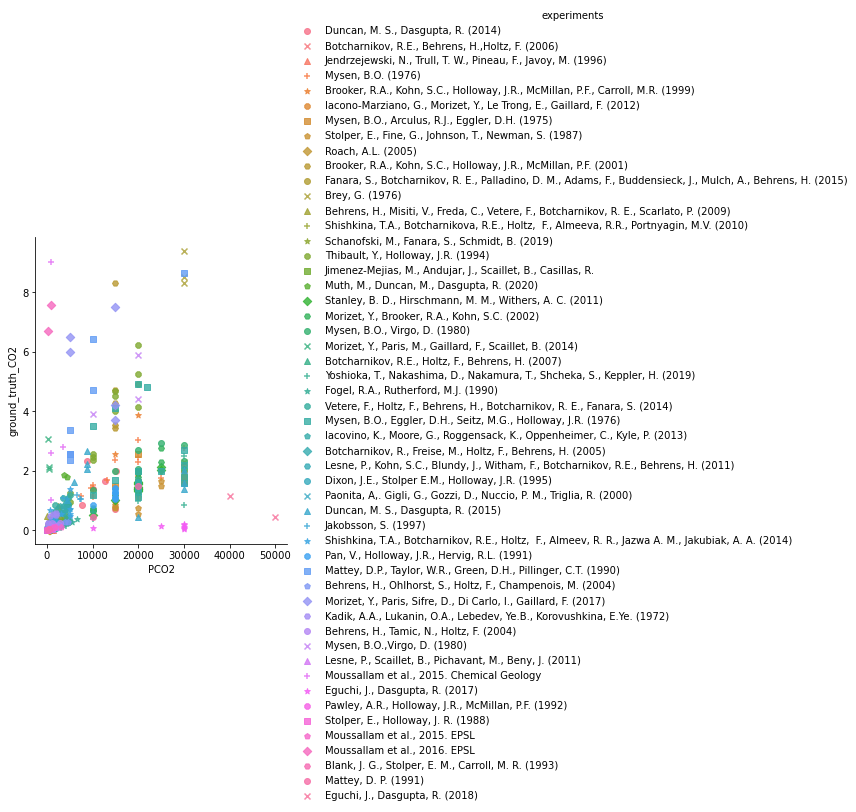 experiments
Duncan, M. S., Dasgupta, R. (2014)
Botcharnikov, R.E., Behrens, H.,Holtz, F. (2006)
Jendrzejewski, N., Trull, T. W., Pineau, F., Javoy, M. (1996)
Mysen, B.O. (1976)
Brooker, R.A., Kohn, S.C., Holloway, J.R., McMillan, P.F., Carroll, M.R. (1999)
Iacono-Marziano, G., Morizet, Y., Le Trong, E., Gaillard, F. (2012)
Mysen, B.O., Arculus, R.J., Eggler, D.H. (1975)
Stolper, E., Fine, G., Johnson, T., Newman, S. (1987)
Roach, A.L. (2005)
Brooker, R.A., Kohn, S.C., Holloway, J.R., McMillan, P.F. (2001)
Fanara, S., Botcharnikov, R. E., Palladino, D. M., Adams, F., Buddensieck, J., Mulch, A., Behrens, H. (2015)
Brey, G. (1976)
Behrens, H., Misiti, V., Freda, C., Vetere, F., Botcharnikov, R. E., Scarlato, P. (2009)
Shishkina, T.A., Botcharnikova, R.E., Holtz,  F., Almeeva, R.R., Portnyagin, M.V. (2010)
Schanofski, M., Fanara, S., Schmidt, B. (2019)
Thibault, Y., Holloway, J.R. (1994)
Jimenez-Mejias, M., Andujar, J., Scaillet, B., Casillas, R.
Muth, M., Duncan, M., Dasgupta, R. (2020)
Stanley, B. D., Hirschmann, M. M., Withers, A. C. (2011)
Morizet, Y., Brooker, R.A., Kohn, S.C. (2002)
Mysen, B.O., Virgo, D. (1980)
Morizet, Y., Paris, M., Gaillard, F., Scaillet, B. (2014)
Botcharnikov, R.E., Holtz, F., Behrens, H. (2007)
Yoshioka, T., Nakashima, D., Nakamura, T., Shcheka, S., Keppler, H. (2019)
Fogel, R.A., Rutherford, M.J. (1990)
Vetere, F., Holtz, F., Behrens, H., Botcharnikov, R. E., Fanara, S. (2014)
Mysen, B.O., Eggler, D.H., Seitz, M.G., Holloway, J.R. (1976)
Iacovino, K., Moore, G., Roggensack, K., Oppenheimer, C., Kyle, P. (2013)
Botcharnikov, R., Freise, M., Holtz, F., Behrens, H. (2005)
Lesne, P., Kohn, S.C., Blundy, J., Witham, F., Botcharnikov, R.E., Behrens, H. (2011)
Dixon, J.E., Stolper E.M., Holloway, J.R. (1995)
Paonita, A,. Gigli, G., Gozzi, D., Nuccio, P. M., Triglia, R. (2000)
Duncan, M. S., Dasgupta, R. (2015)
Jakobsson, S. (1997)
Shishkina, T.A., Botcharnikova, R.E., Holtz,  F., Almeev, R. R., Jazwa A. M., Jakubiak, A. A. (2014)
Pan, V., Holloway, J.R., Hervig, R.L. (1991)
Mattey, D.P., Taylor, W.R., Green, D.H., Pillinger, C.T. (1990)
Behrens, H., Ohlhorst, S., Holtz, F., Champenois, M. (2004)
Morizet, Y., Paris, Sifre, D., Di Carlo, I., Gaillard, F. (2017)
Kadik, A.A., Lukanin, O.A., Lebedev, Ye.B., Korovushkina, E.Ye. (1972)
Behrens, H., Tamic, N., Holtz, F. (2004)
Mysen, B.O.,Virgo, D. (1980)
Lesne, P., Scaillet, B., Pichavant, M., Beny, J. (2011)
Moussallam et al., 2015. Chemical Geology
Eguchi, J., Dasgupta, R. (2017)
Pawley, A.R., Holloway, J.R., McMillan, P.F. (1992)
Stolper, E., Holloway, J. R. (1988)
Moussallam et al., 2015. EPSL
Moussallam et al., 2016. EPSL
Blank, J. G., Stolper, E. M., Carroll, M. R. (1993)
Mattey, D. P. (1991)
Eguchi, J., Dasgupta, R. (2018)
ground_truth_CO2
8
6
4
2
0
0 10000 20000 30000 40000 50000
PCO2